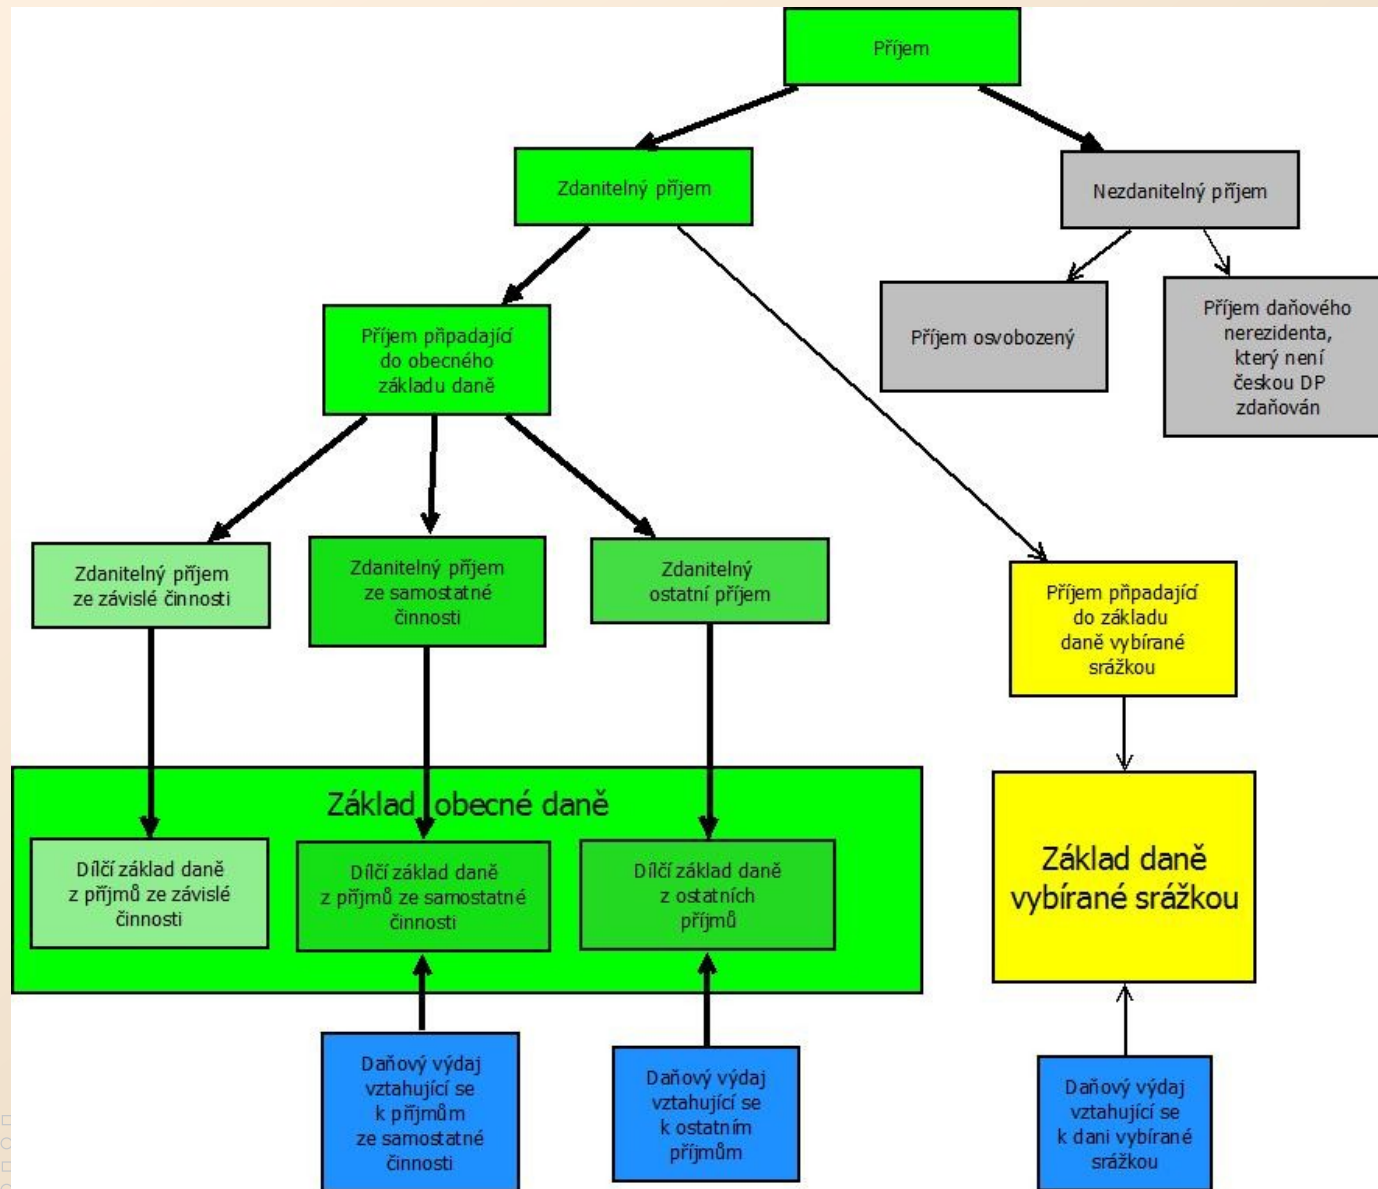 Příjem
Zdanitelný příjem
Nezdanitelný příjem
Příjem připadající
do obecného
základu daně
Příjem osvobozený
Příjem daňového
nerezidenta,
který není
českou DP
zdaňován
Zdanitelný příjem
ze závislé činnosti
Zdanitelný příjem
ze samostatné
činnosti
Zdanitelný
ostatní příjem
Příjem připadající
do základu
daně vybírané
srážkou
Základ obecné daně
Dílčí základ daně
z příjmů ze závislé
činnosti
Dílčí základ daně
z příjmů ze samostatné
činnosti
Dílčí základ daně
z ostatních
příjmů
Základ daně
vybírané srážkou
Daňový výdaj
vztahující se
k příjmům
ze samostatné
činnosti
Daňový výdaj
vztahující se
k ostatním
příjmům
Daňový výdaj
vztahující se
k dani vybírané
srážkou